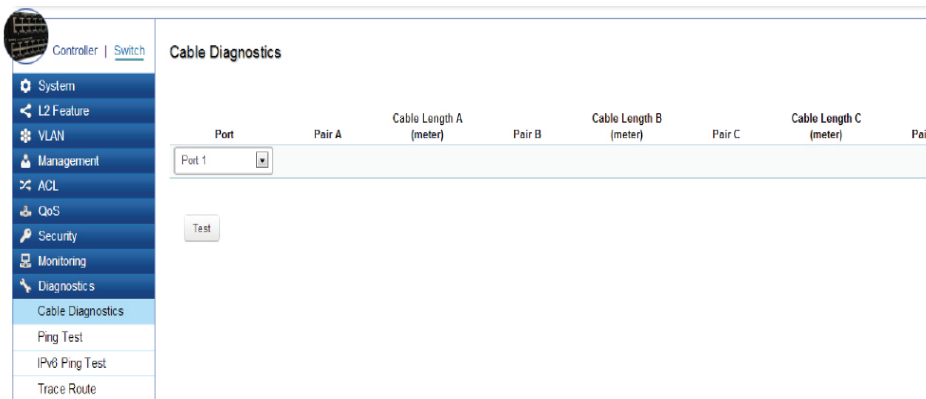 Controller | Switch
Cable Diagnostics
System
L2 Feature
VLAN
Management
ACL
QoS
Security
Monitoring
Diagnostics
Cable Diagnostics
Ping Test
IPv6 Ping Test
Trace Route
Port
Pair A
Cable Length A
(meter)
Pair B
Cable Length B
(meter)
Pair C
Cable Length C
(meter)
Pai
Port 1
Test